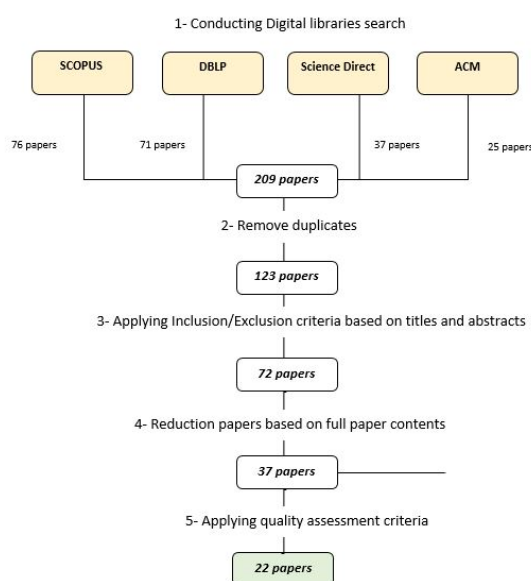 1- Conducting Digital libraries search
SCOPUS
DBLP
Science Direct
ACM
76 papers
71 papers
37 papers
25 papers
209 papers
2- Remove duplicates
123 papers
3- Applying Inclusion/Exclusion criteria based on titles and abstracts
72 papers
4- Reduction papers based on full paper contents
37 papers
5- Applying quality assessment criteria
22 papers